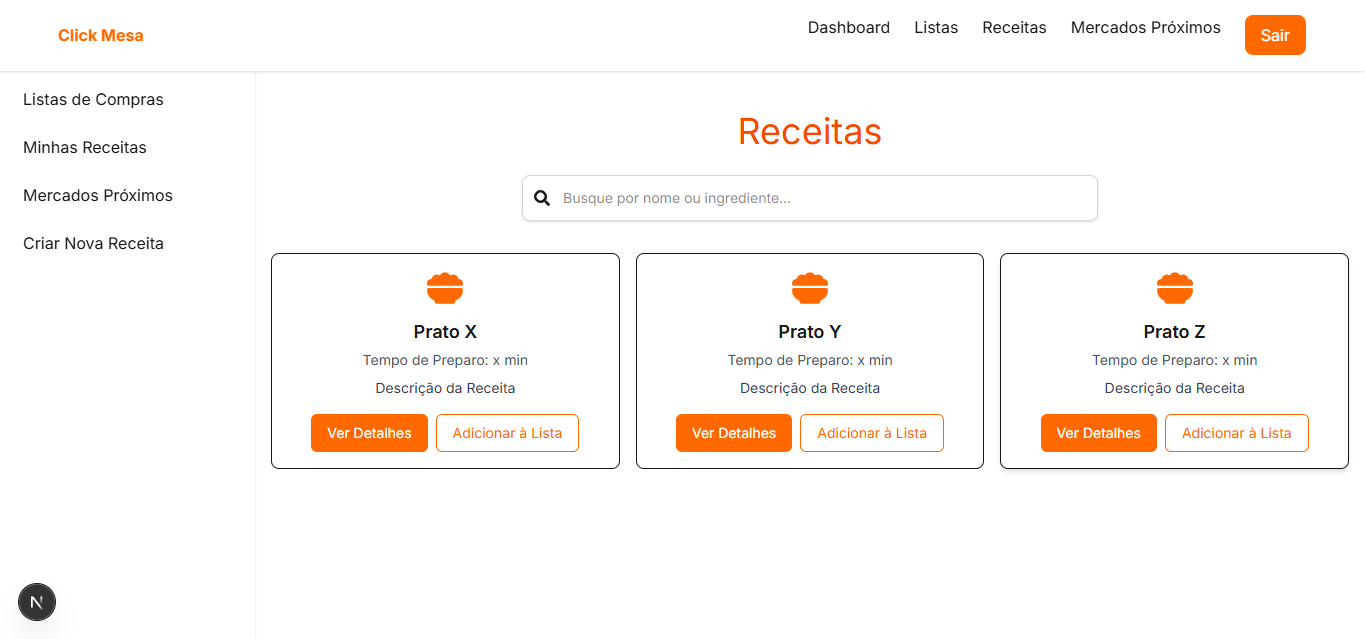 Click Mesa
Dashboard Listas Receitas Mercados Próximos Sair
Listas de Compras
Minhas Receitas
Mercados Próximos
Criar Nova Receita
Receitas
Busque por nome ou ingrediente...
Prato X
Tempo de Preparo: x min
Descrição da Receita
Ver Detalhes Adicionar à Lista
Prato Y
Tempo de Preparo: x min
Descrição da Receita
Ver Detalhes Adicionar à Lista
Prato Z
Tempo de Preparo: x min
Descrição da Receita
Ver Detalhes Adicionar à Lista
N